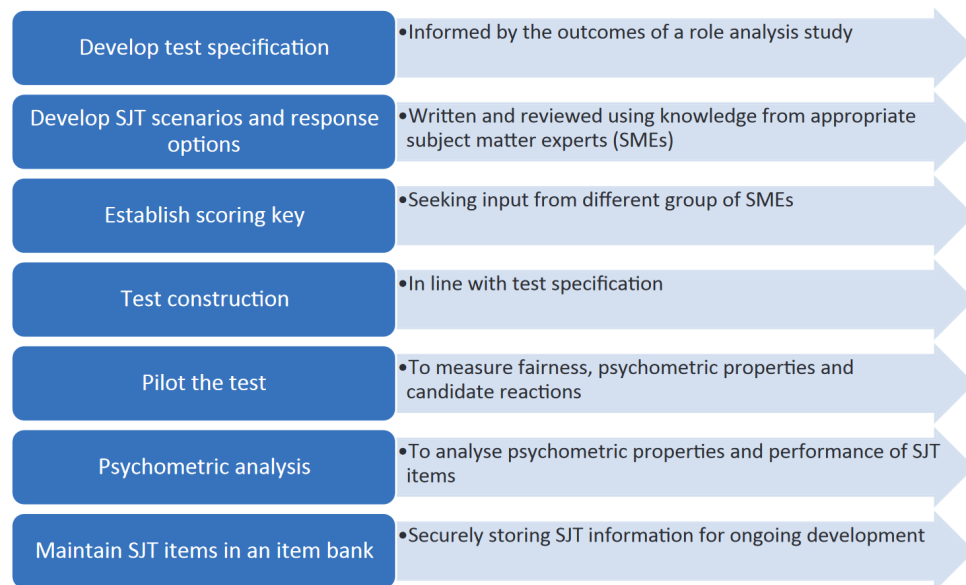 Develop test specification
•Informed by the outcomes of a role analysis study
Develop SJT scenarios and response
options
•Written and reviewed using knowledge from appropriate
subject matter experts (SMEs)
Establish scoring key
•Seeking input from different group of SMEs
Test construction
•In line with test specification
Pilot the test
•To measure fairness, psychometric properties and
candidate reactions
Psychometric analysis
•To analyse psychometric properties and performance of SJT
items
Maintain SJT items in an item bank
•Securely storing SJT information for ongoing development